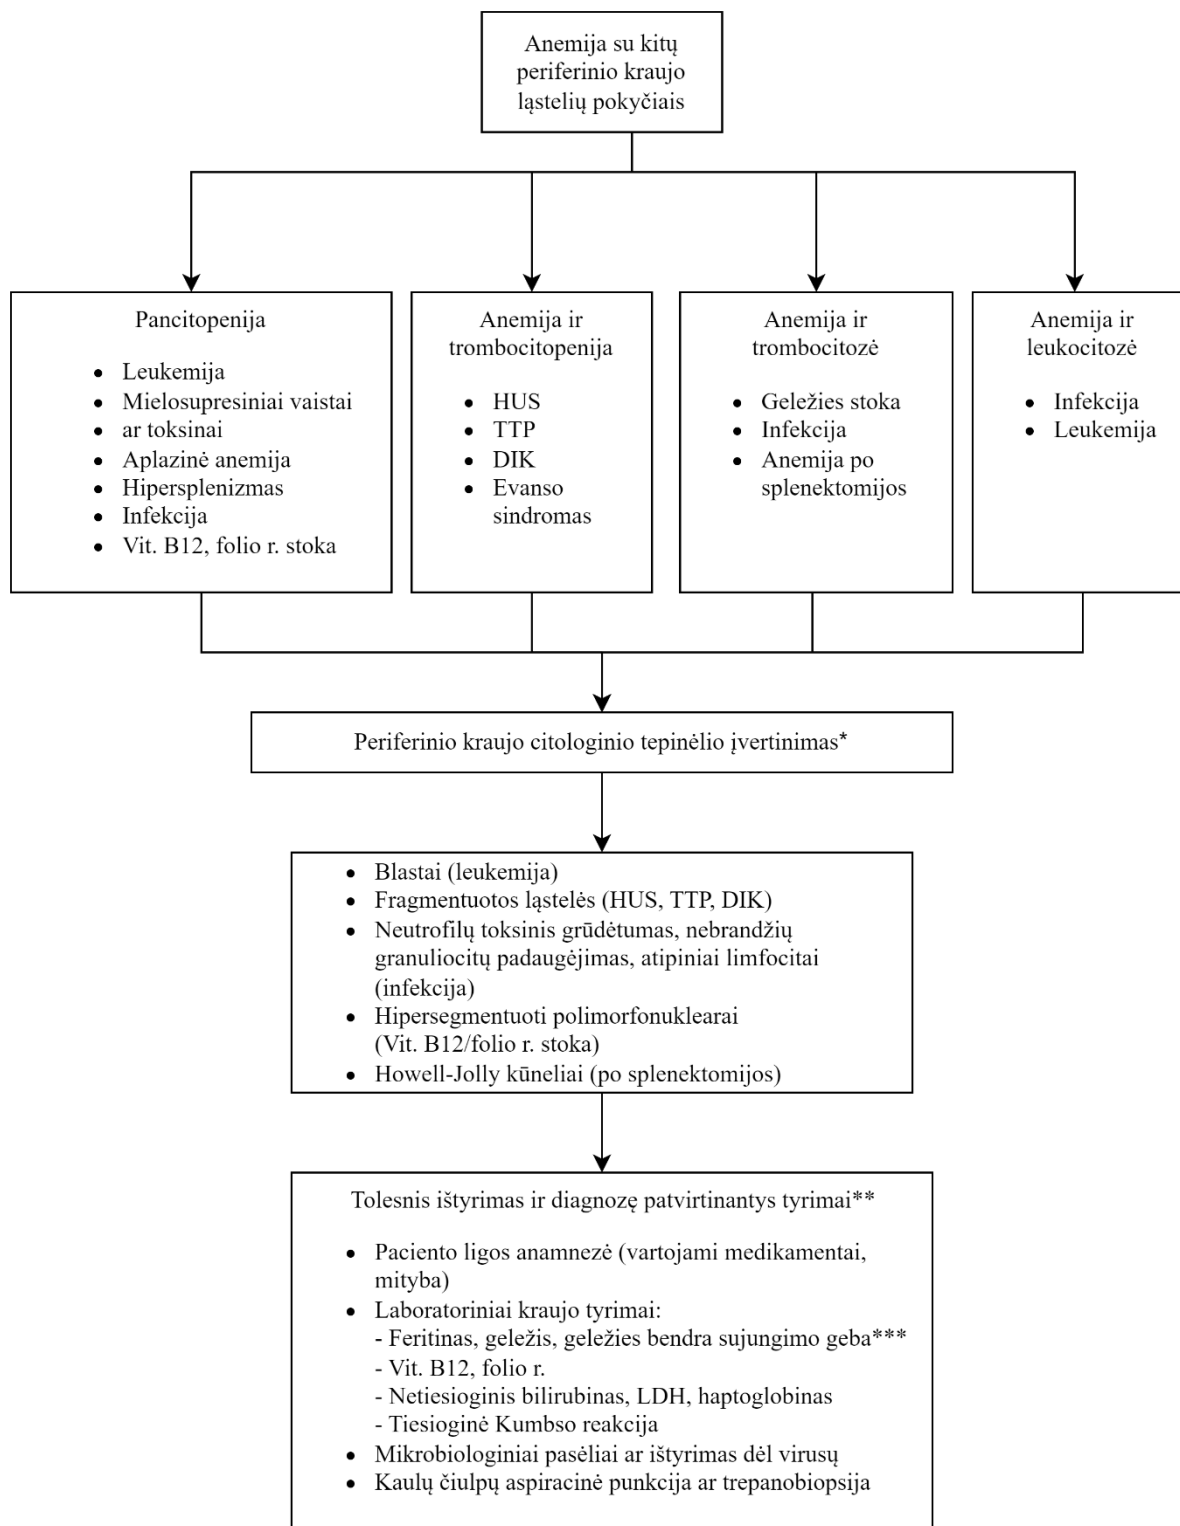 Anemija su kitų
periferinio kraujo
ląstelių pokyčiais
Pancitopenija
• Leukemija
• Mielosupresiniai vaistai
• ar toksinai
• Aplazinė anemija
• Hipersplenizmas
• Infekcija
• Vit. B12, folio r. stoka
Anemija ir
trombocitopenija
• HUS
• TTP
• DIK
• Evanso
sindromas
Anemija ir
trombocitozė
• Geležies stoka
• Infekcija
• Anemija po
splenektomijos
Anemija ir
leukocitozė
• Infekcija
• Leukemija
Periferinio kraujo citologinio tepinėlio įvertinimas*
• Blastai (leukemija)
• Fragmentuotos ląstelės (HUS, TTP, DIK)
• Neutrofilų toksinis grūdėtumas, nebrandžių
granuliocitų padaugėjimas, atipiniai limfocitai
(infekcija)
• Hipersegmentuoti polimorfonuklearai
(Vit. B12/folio r. stoka)
• Howell-Jolly kūneliai (po splenektomijos)
Tolesnis ištyrimas ir diagnozę patvirtinantys tyrimai**
• Paciento ligos anamnezė (vartojami medikamentai,
mityba)
• Laboratoriniai kraujo tyrimai:
- Feritinas, geležis, geležies bendra sujungimo geba***
- Vit. B12, folio r.
- Netiesioginis bilirubinas, LDH, haptoglobinas
- Tiesioginė Kumbso reakcija
• Mikrobiologiniai pasėliai ar ištyrimas dėl virusų
• Kaulų čiulpų aspiracinė punkcija ar trepanobiopsija